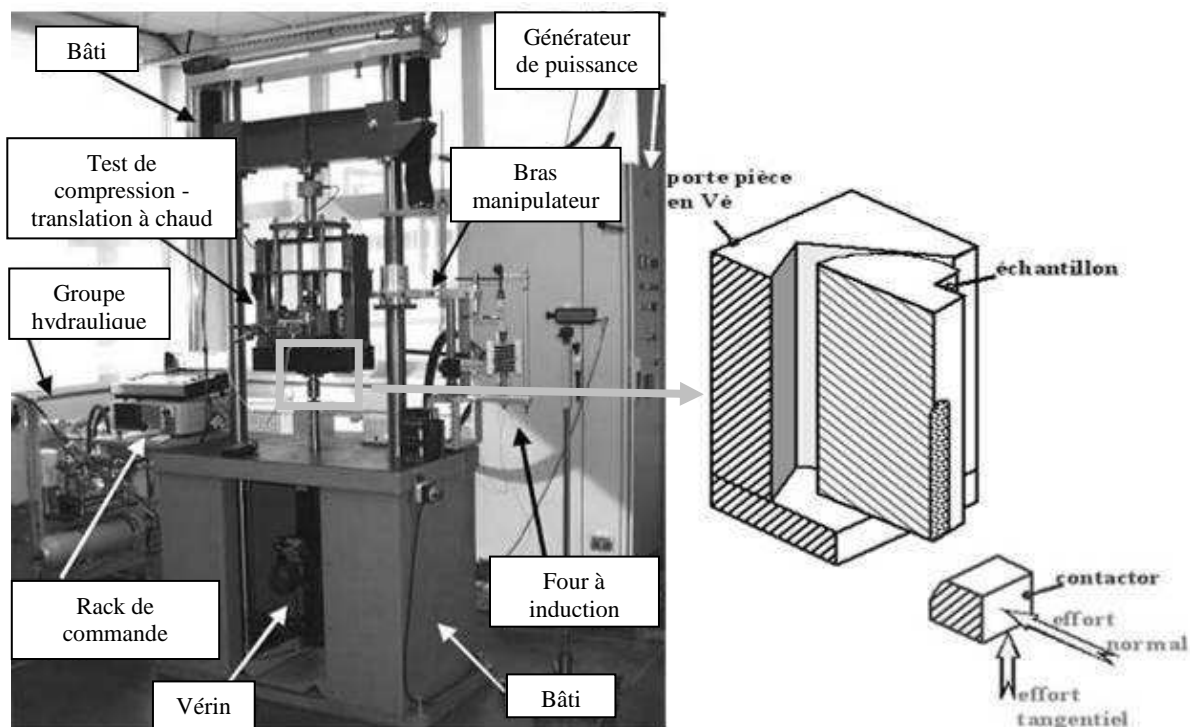 Bâti
Générateur
de puissance
Test de
compression -
translation à chaud
Bras
manipulateur
Groupe
hydraulique
Rack de
commande
Vérin
Bâti
Four à
induction
porte pièce
en Vé
échantillon
contactor
effort
normal
effort
tangentiel